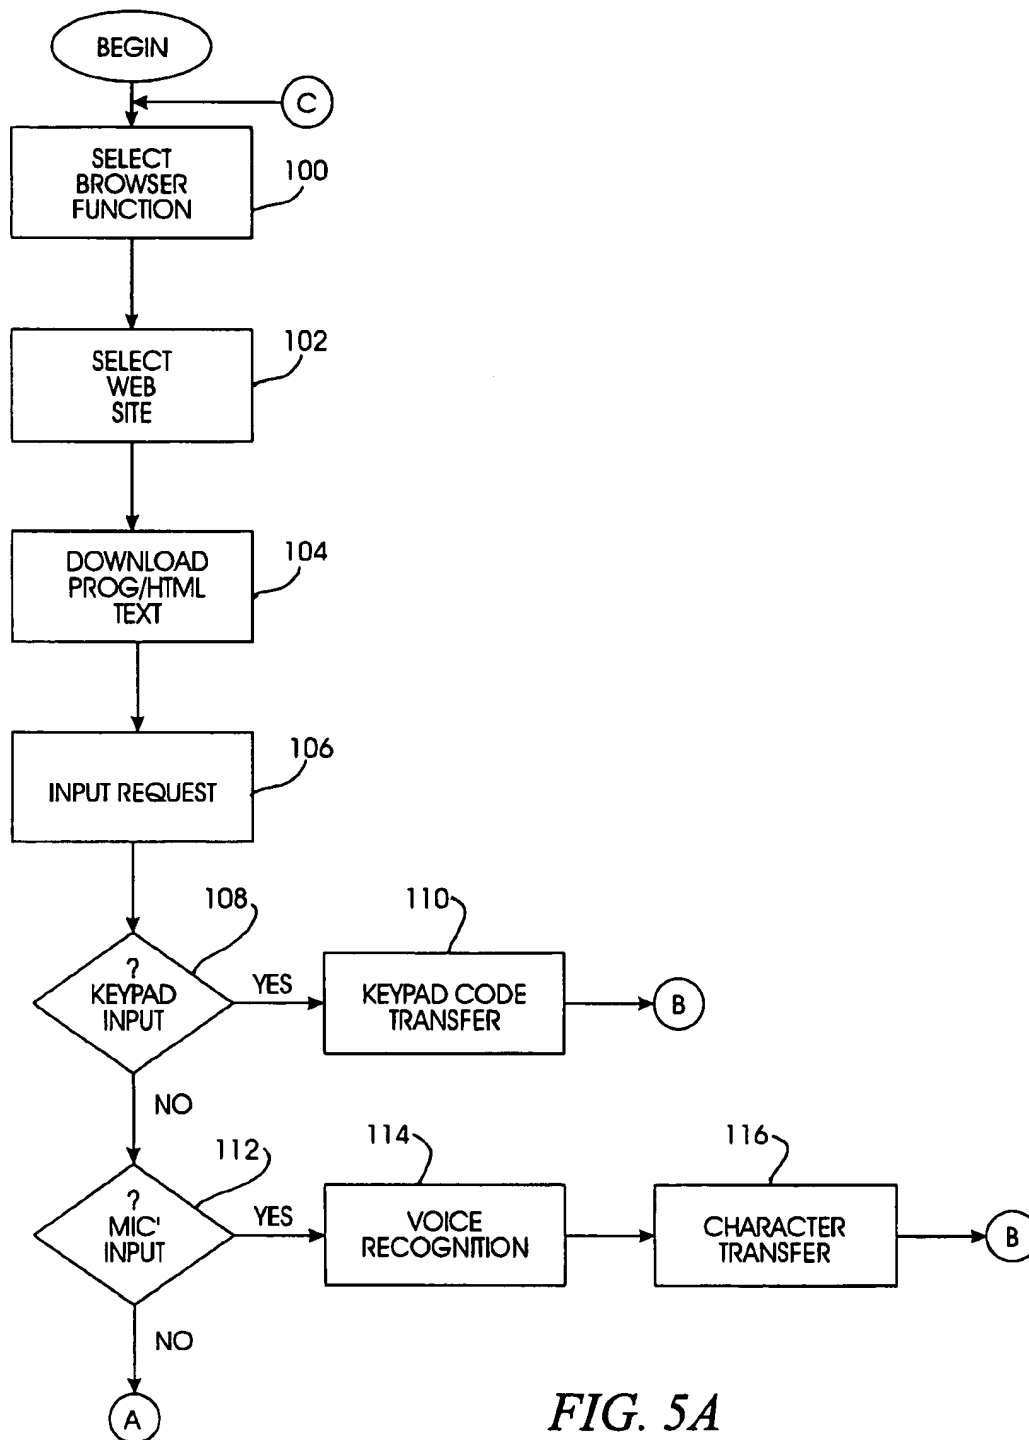 BEGIN
C
SELECT
BROWSER
FUNCTION
100
SELECT
WEB
SITE
102
DOWNLOAD
PROG/HTML
TEXT
104
INPUT REQUEST
106
?
KEYPAD
INPUT
108
YES
KEYPAD CODE
TRANSFER
110
B
NO
?
MIC'
INPUT
112
YES
VOICE
RECOGNITION
114
CHARACTER
TRANSFER
116
B
NO
A
FIG. 5A